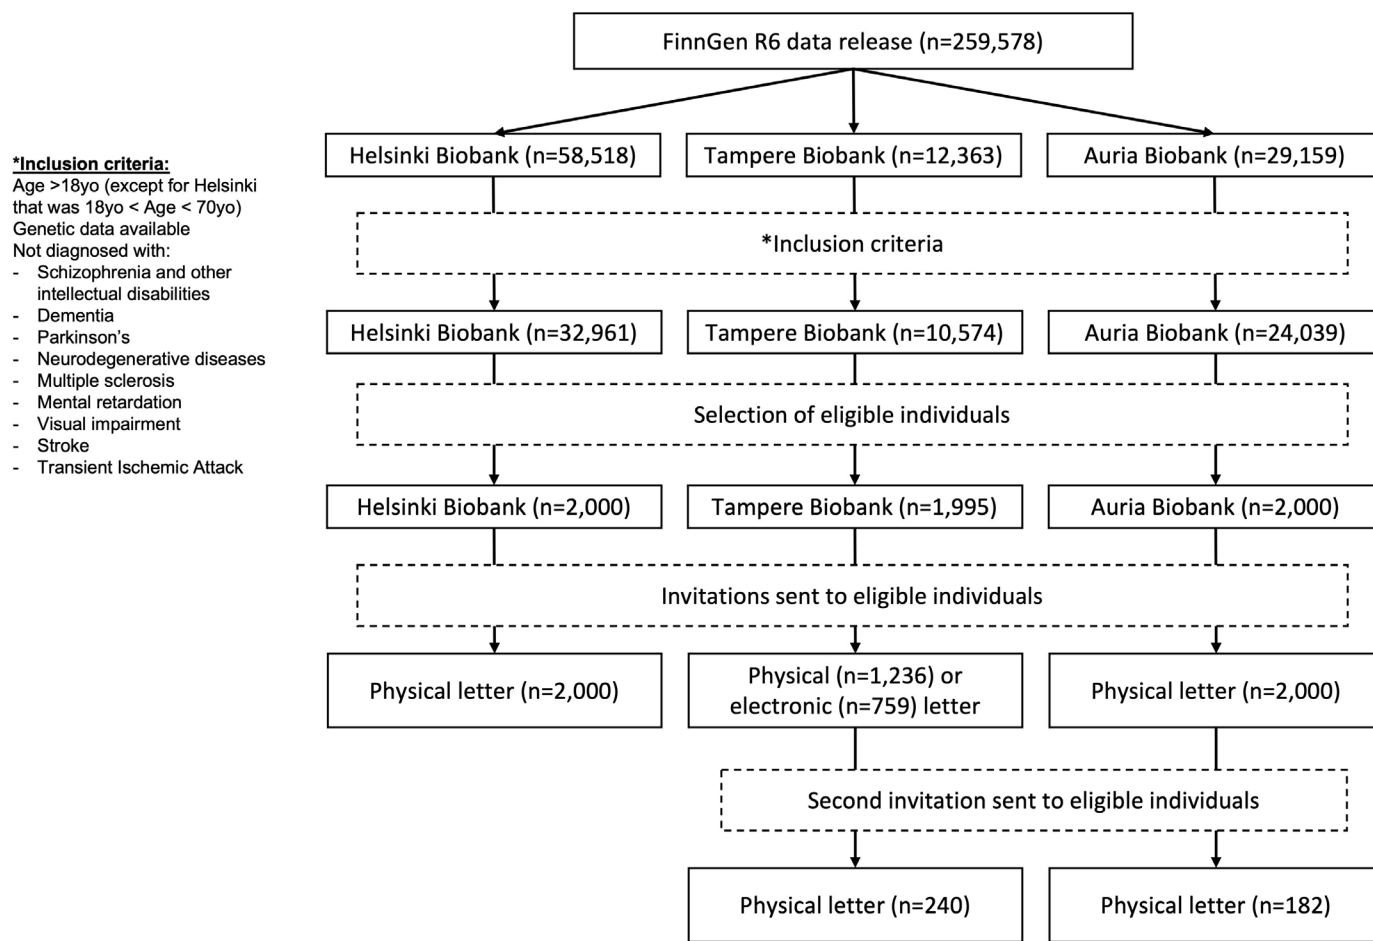 FinnGen R6 data release (n=259,578)
Helsinki Biobank (n=58,518)
Tampere Biobank (n=12,363)
Auria Biobank (n=29,159)
*Inclusion criteria:
Age >18yo (except for Helsinki
that was 18yo < Age < 70yo)
Genetic data available
Not diagnosed with:
- Schizophrenia and other
intellectual disabilities
- Dementia
- Parkinson's
- Neurodegenerative diseases
- Multiple sclerosis
- Mental retardation
- Visual impairment
- Stroke
- Transient Ischemic Attack
*Inclusion criteria
Helsinki Biobank (n=32,961)
Tampere Biobank (n=10,574)
Auria Biobank (n=24,039)
Selection of eligible individuals
Helsinki Biobank (n=2,000)
Tampere Biobank (n=1,995)
Auria Biobank (n=2,000)
Invitations sent to eligible individuals
Physical letter (n=2,000)
Physical (n=1,236) or
electronic (n=759) letter
Physical letter (n=2,000)
Second invitation sent to eligible individuals
Physical letter (n=240)
Physical letter (n=182)